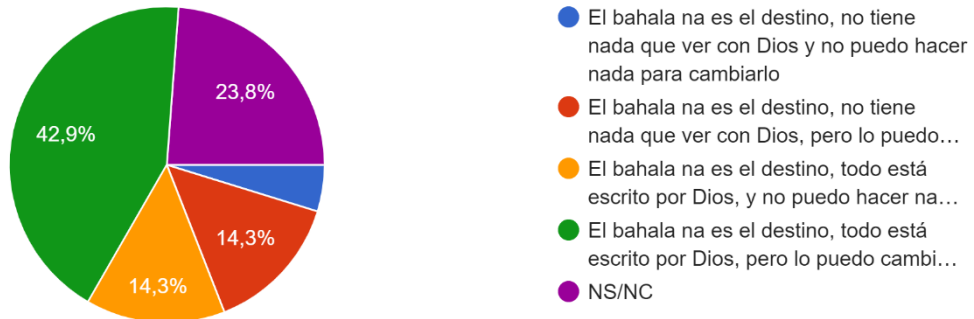 23,8%
42,9%
14,3%
14,3%
El bahala na es el destino, no tiene
nada que ver con Dios y no puedo hacer
nada para cambiarlo
El bahala na es el destino, no tiene
nada que ver con Dios, pero lo puedo…
El bahala na es el destino, todo está
escrito por Dios, y no puedo hacer na…
El bahala na es el destino, todo está
escrito por Dios, pero lo puedo cambi…
NS/NC